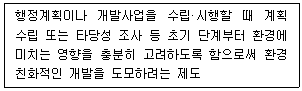 행정계획이나 개발사업을 수립·시행할 때 계획
수립 또는 타당성 조사 등 초기 단계부터 환경에
미치는 영향을 충분히 고려하도록 함으로써 환경
친화적인 개발을 도모하려는 제도